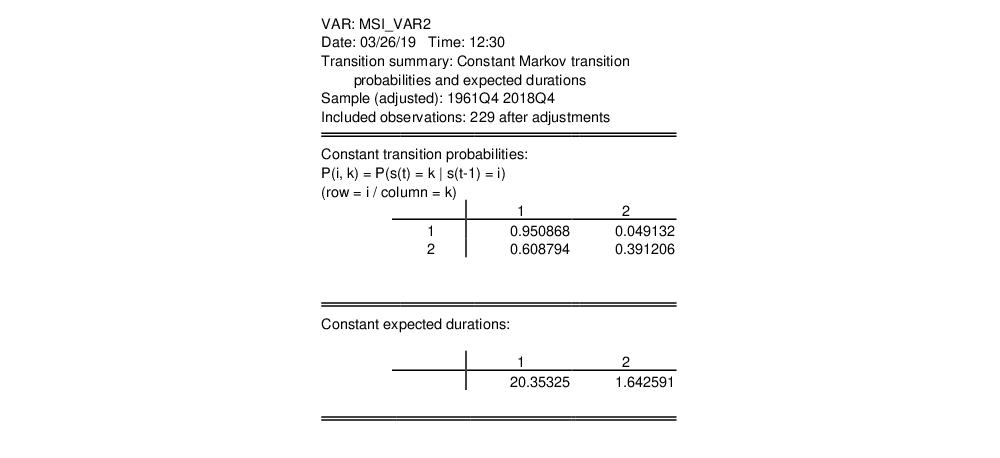 VAR: MSI_VAR2
Date: 03/26/19 Time: 12:30
Transition summary: Constant Markov transition
probabilities and expected durations
Sample (adjusted): 1961Q4 2018Q4
Included observations: 229 after adjustments
Constant transition probabilities:
P(i, k) = P(s(t) = k | s(t-1) = i)
(row = i / column = k)
1 2
1 0.950868 0.049132
2 0.608794 0.391206
Constant expected durations:
1 2
20.35325 1.642591